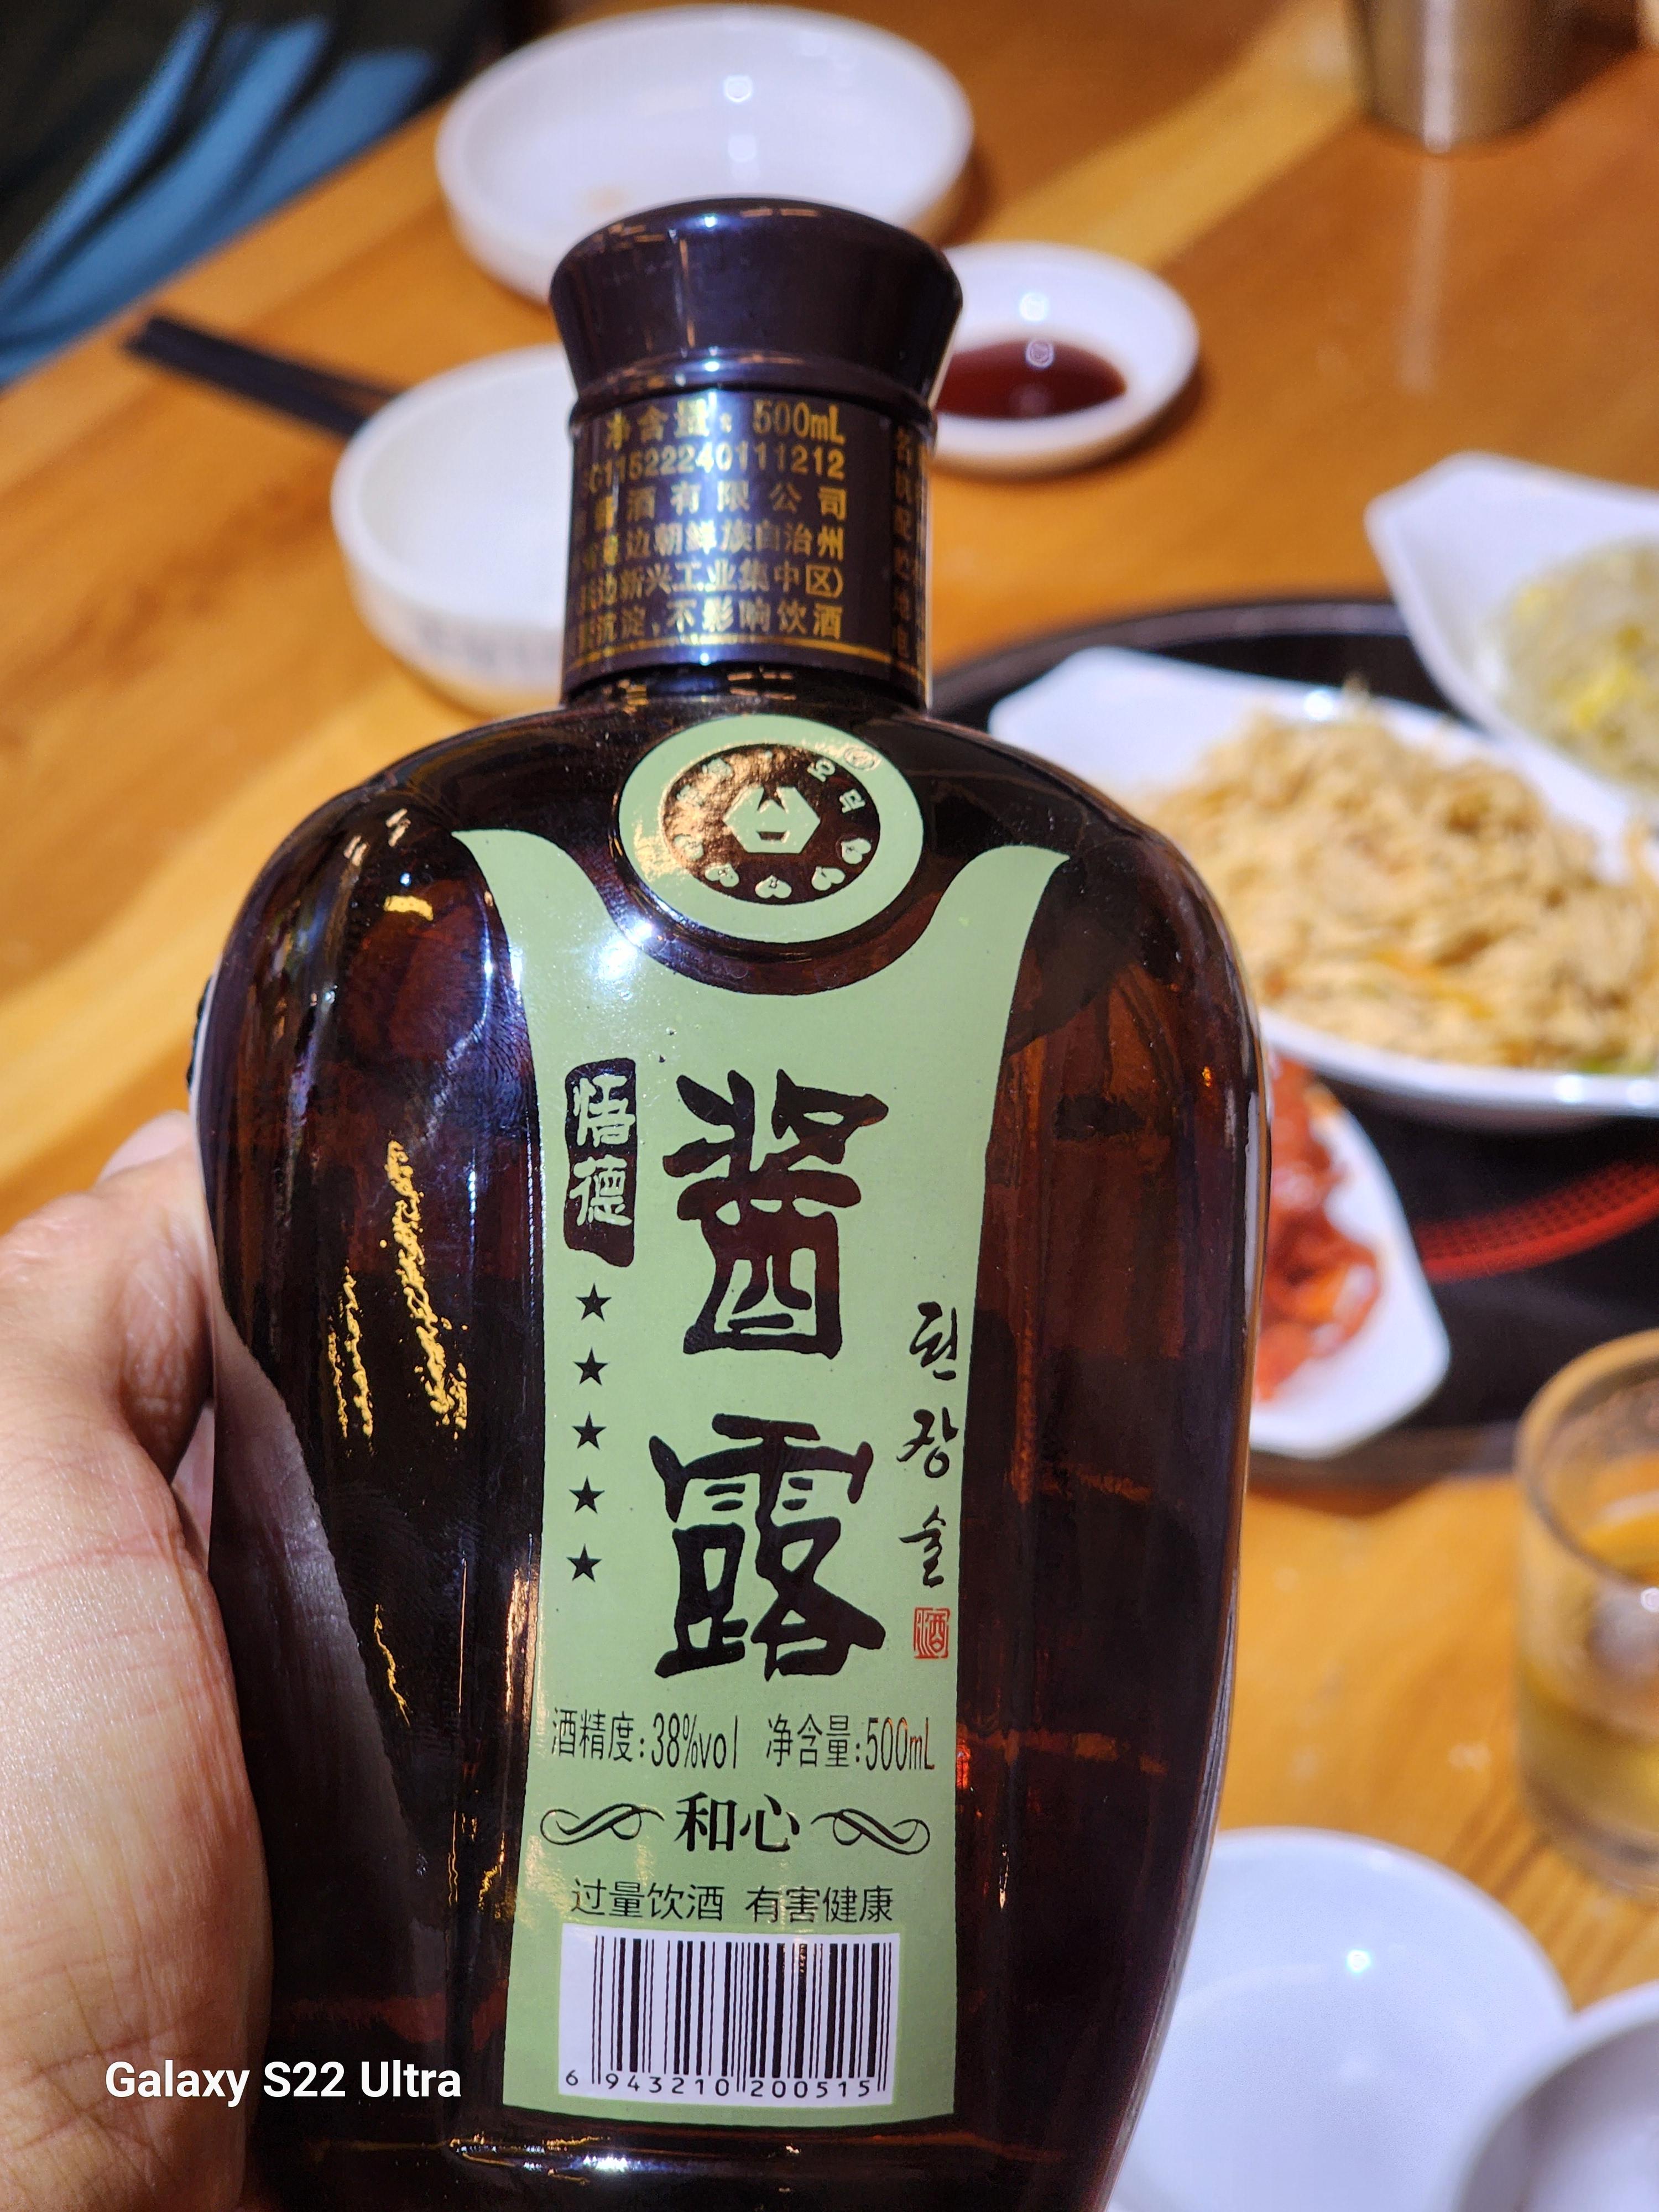 净含量：500mL
SC11522240111212
酒有限公司
边朝鲜族自治州
边新兴工业集中区)
沉淀,不影响饮酒
오덕
悟德
酱露
된장술
酒
酒精度:38%vol 净含量:500mL
和心
过量饮酒 有害健康
6 943210 200515
Galaxy S22 Ultra